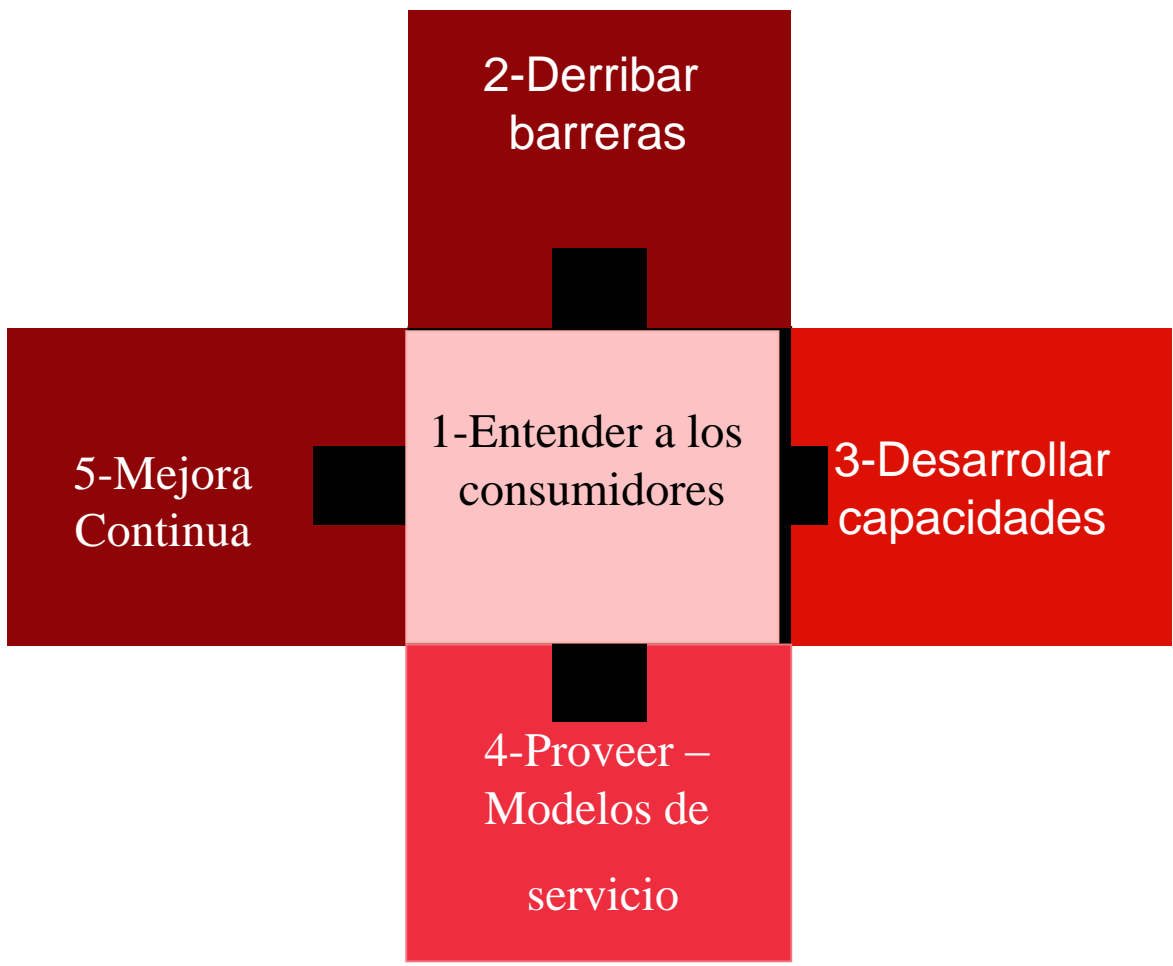 2-Derribar
barreras
1-Entender a los
consumidores
3-Desarrollar
capacidades
5-Mejora
Continua
4-Proveer –
Modelos de
servicio